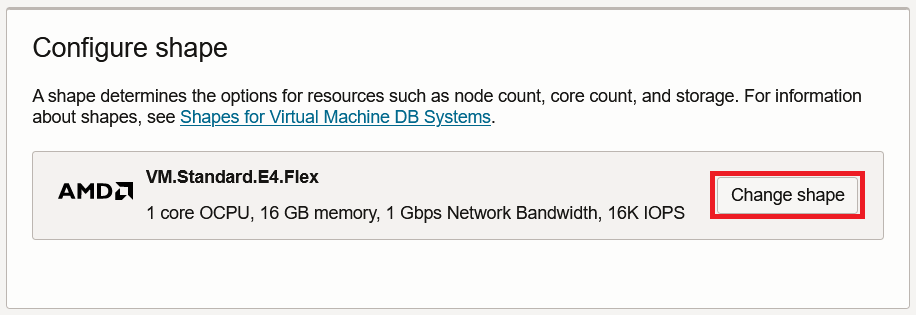 Configure shape
A shape determines the options for resources such as node count, core count, and storage. For information
about shapes, see Shapes for Virtual Machine DB Systems.
AMD
VM.Standard.E4.Flex
1 core OCPU, 16 GB memory, 1 Gbps Network Bandwidth, 16K IOPS
Change shape